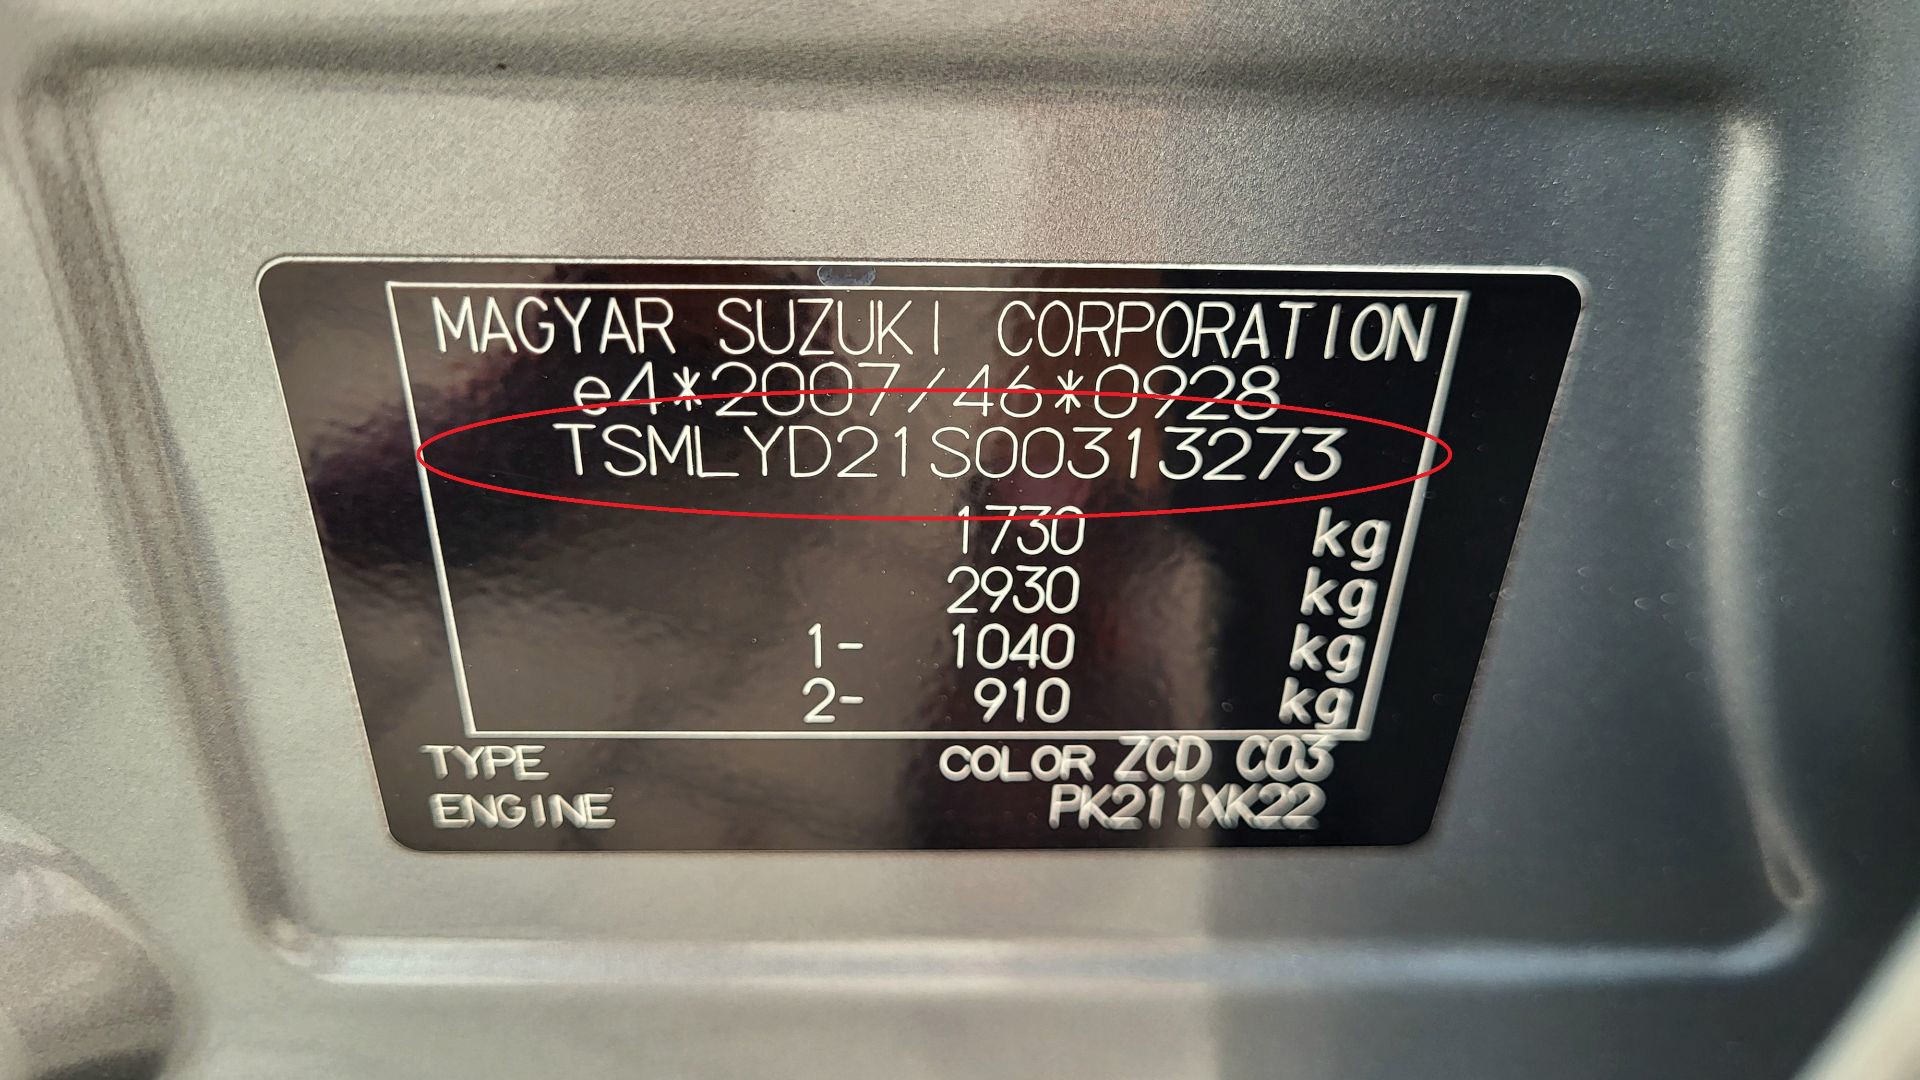 MAGYAR SUZUKI CORPORATION
e4*2007/46*0928
TSMLYD21S00313273
1730 kg
2930 kg
1- 1040 kg
2- 910 kg
TYPE COLOR ZCD C03
ENGINE PK211XK22